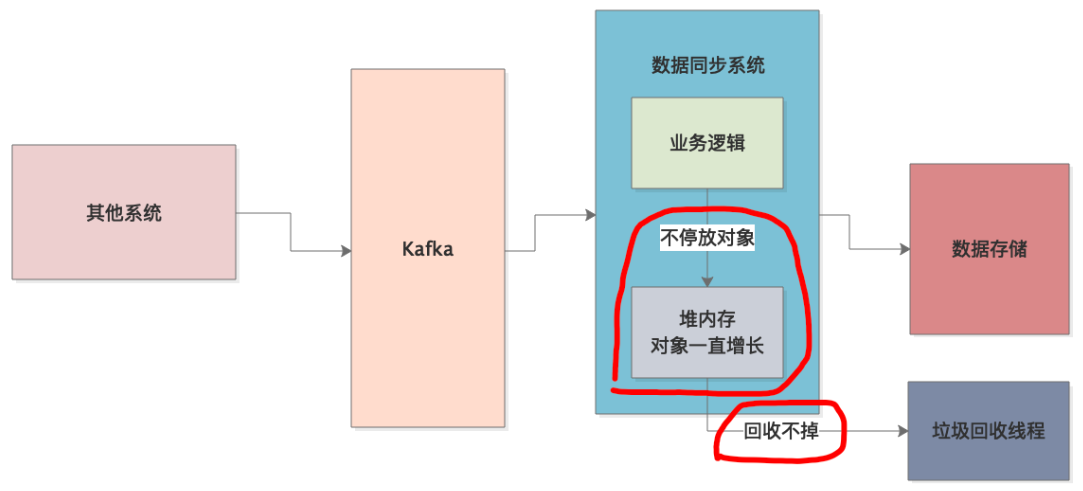 其他系统
Kafka
数据同步系统
业务逻辑
不停放对象
堆内存
对象一直增长
回收不掉
数据存储
垃圾回收线程